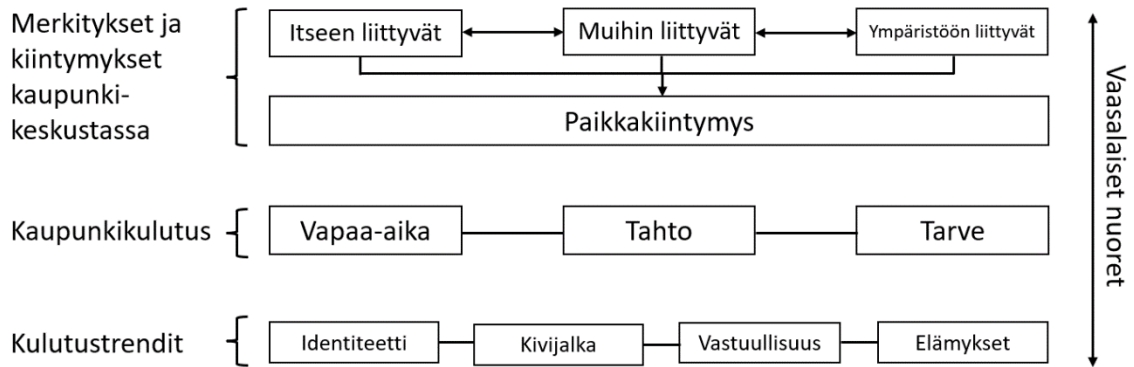 Merkitykset ja
kiintymykset
kaupunki-
keskustassa
Itseen liittyvät
Muihin liittyvät
Ympäristöön liittyvät
Paikkakiintymys
Kaupunkikulutus
Vapaa-aika
Tahto
Tarve
Kulutustrendit
Identiteetti
Kivijalka
Vastuullisuus
Elämykset
Vaasalaiset nuoret